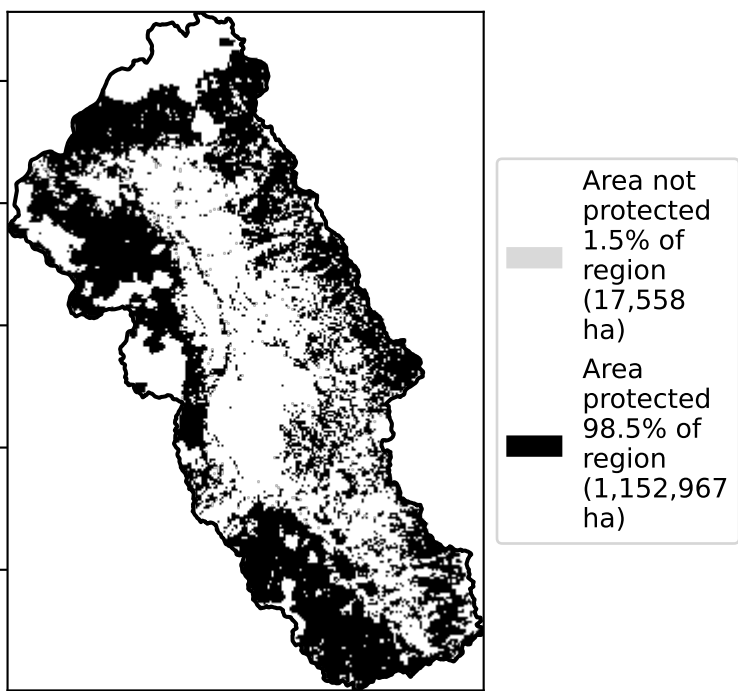 Area not
protected
1.5% of
region
(17,558
ha)
Area
protected
98.5% of
region
(1,152,967
ha)